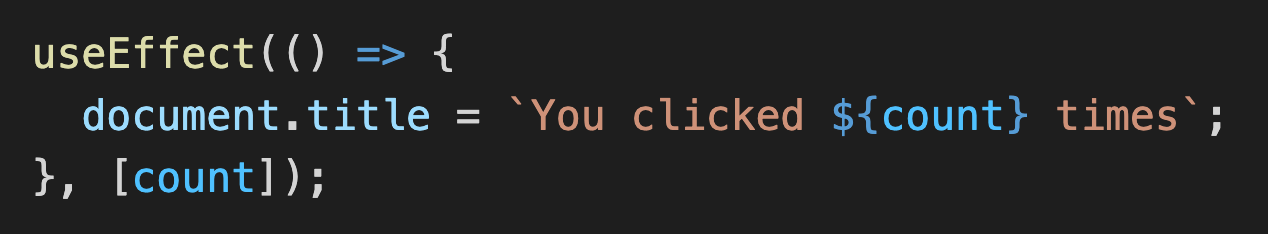 useEffect(() => {
  document.title = `You clicked ${count} times`;
}, [count]);